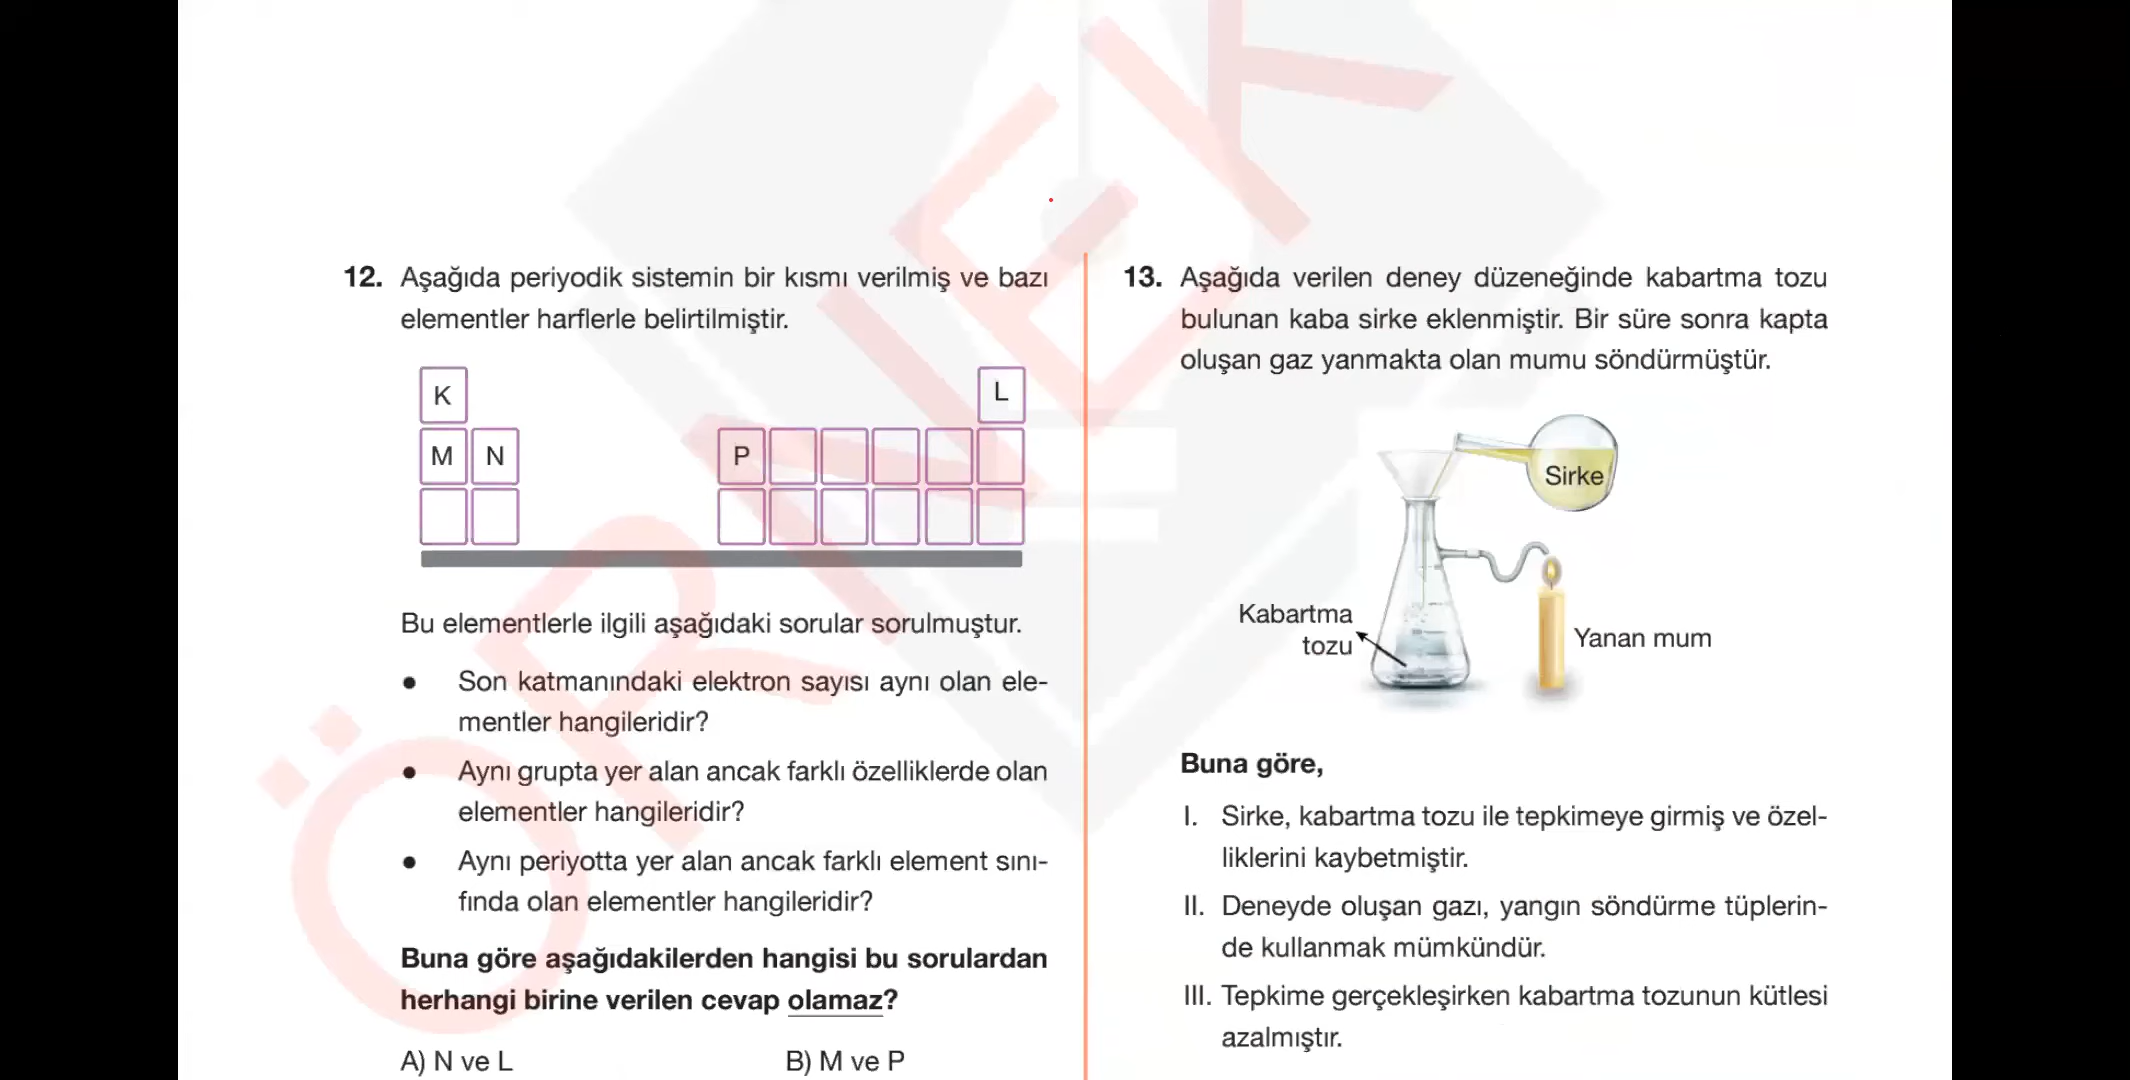 ÖRNEK
12. Aşağıda periyodik sistemin bir kısmı verilmiş ve bazı
elementler harflerle belirtilmiştir.
K
L
M N P
Bu elementlerle ilgili aşağıdaki sorular sorulmuştur.
● Son katmanındaki elektron sayısı aynı olan ele-
mentler hangileridir?
● Aynı grupta yer alan ancak farklı özelliklerde olan
elementler hangileridir?
● Aynı periyotta yer alan ancak farklı element sını-
fında olan elementler hangileridir?
Buna göre aşağıdakilerden hangisi bu sorulardan
herhangi birine verilen cevap olamaz?
A) N ve L
B) M ve P
13. Aşağıda verilen deney düzeneğinde kabartma tozu
bulunan kaba sirke eklenmiştir. Bir süre sonra kapta
oluşan gaz yanmakta olan mumu söndürmüştür.
Sirke
Kabartma
tozu
Yanan mum
Buna göre,
I. Sirke, kabartma tozu ile tepkimeye girmiş ve özel-
liklerini kaybetmiştir.
II. Deneyde oluşan gazı, yangın söndürme tüplerin-
de kullanmak mümkündür.
III. Tepkime gerçekleşirken kabartma tozunun kütlesi
azalmıştır.